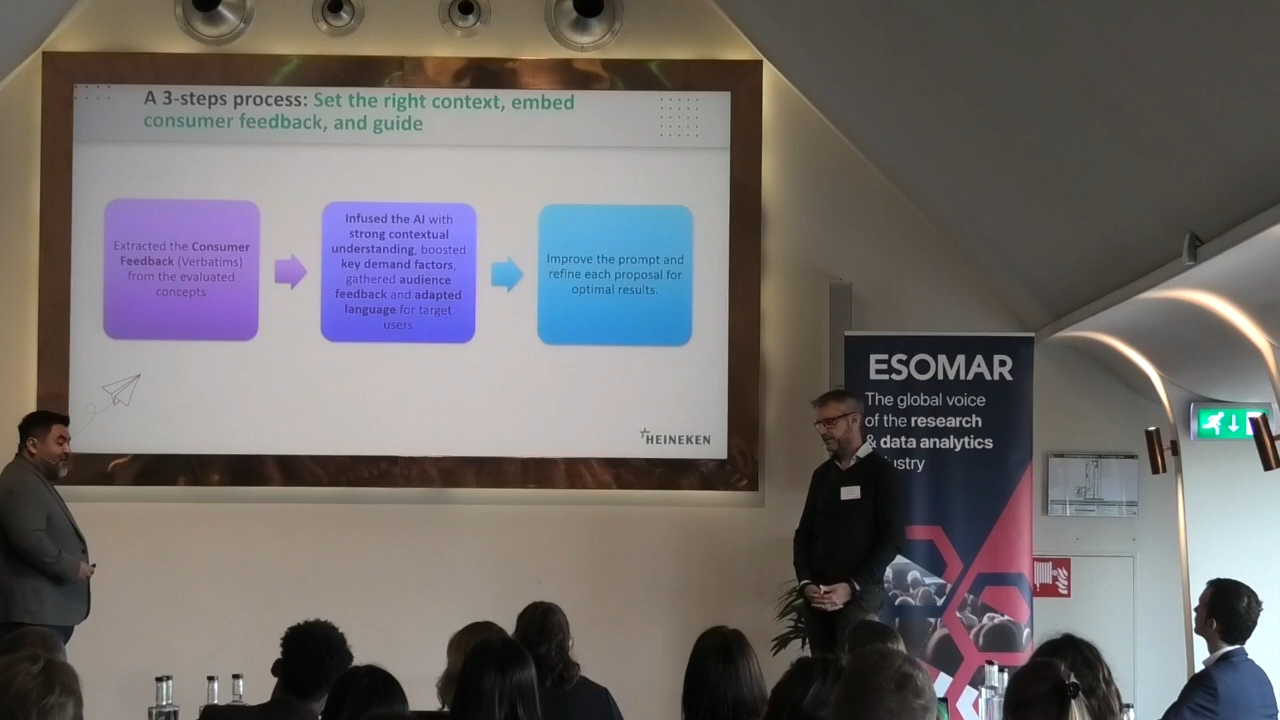 A 3-steps process: Set the right context, embed
consumer feedback, and guide
Extracted the Consumer
Feedback (Verbatims)
from the evaluated
concepts
Infused the AI with
strong contextual
understanding, boosted
key demand factors,
gathered audience
feedback and adapted
language for target
users
Improve the prompt and
refine each proposal for
optimal results.
HEINEKEN
ESOMAR
The global voice
of the research
& data analytics
ustry